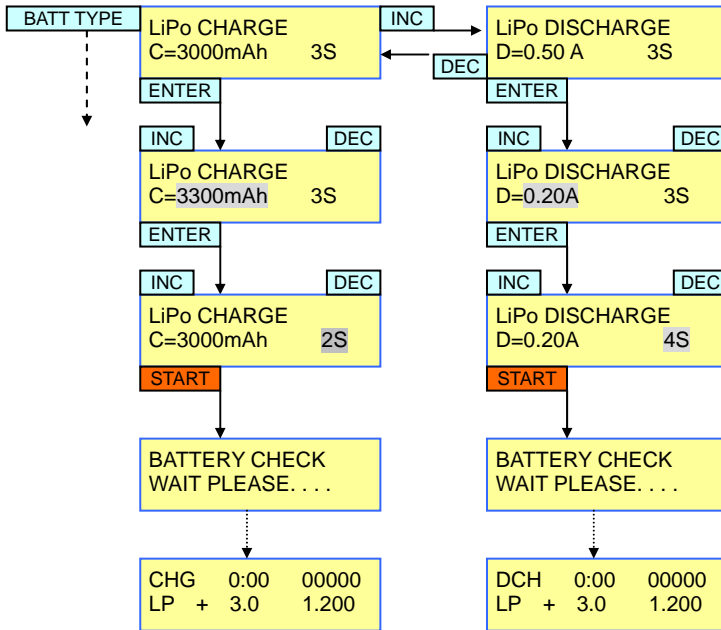 BATT TYPE
LiPo CHARGE
C=3000mAh 3S
INC
DEC
LiPo DISCHARGE
D=0.50 A 3S
ENTER
ENTER
INC DEC
LiPo CHARGE
C=3300mAh 3S
ENTER
INC DEC
LiPo DISCHARGE
D=0.20A 3S
ENTER
INC DEC
LiPo CHARGE
C=3000mAh 2S
START
INC DEC
LiPo DISCHARGE
D=0.20A 4S
START
BATTERY CHECK
WAIT PLEASE. . . .
BATTERY CHECK
WAIT PLEASE. . . .
CHG 0:00 00000
LP + 3.0 1.200
DCH 0:00 00000
LP + 3.0 1.200